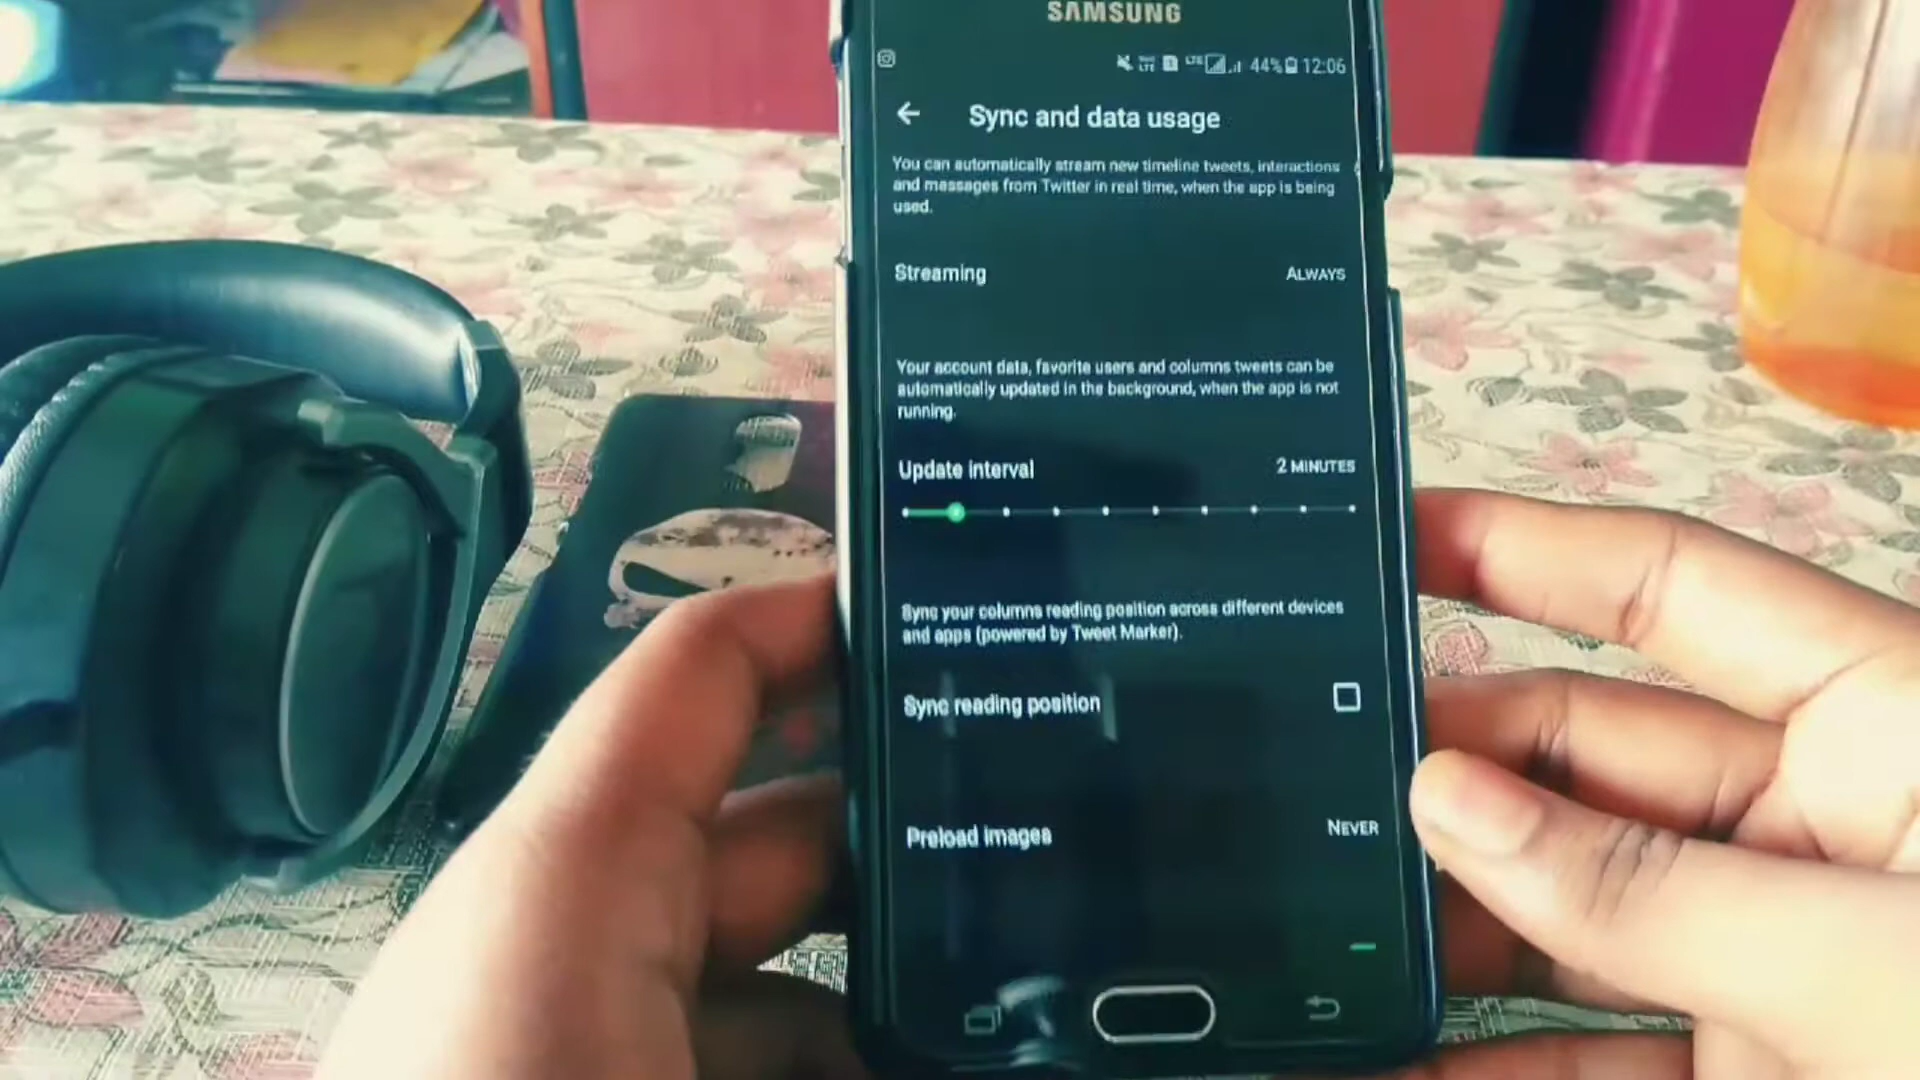 SAMSUNG
LTE 44% 12:06
Sync and data usage
You can automatically stream new timeline tweets, interactions
and messages from Twitter in real time, when the app is being
used.
Streaming ALWAYS
Your account data, favorite users and columns tweets can be
automatically updated in the background, when the app is not
running.
Update interval 2 MINUTES
Sync your columns reading position across different devices
and apps (powered by Tweet Marker).
Sync reading position
Preload images NEVER